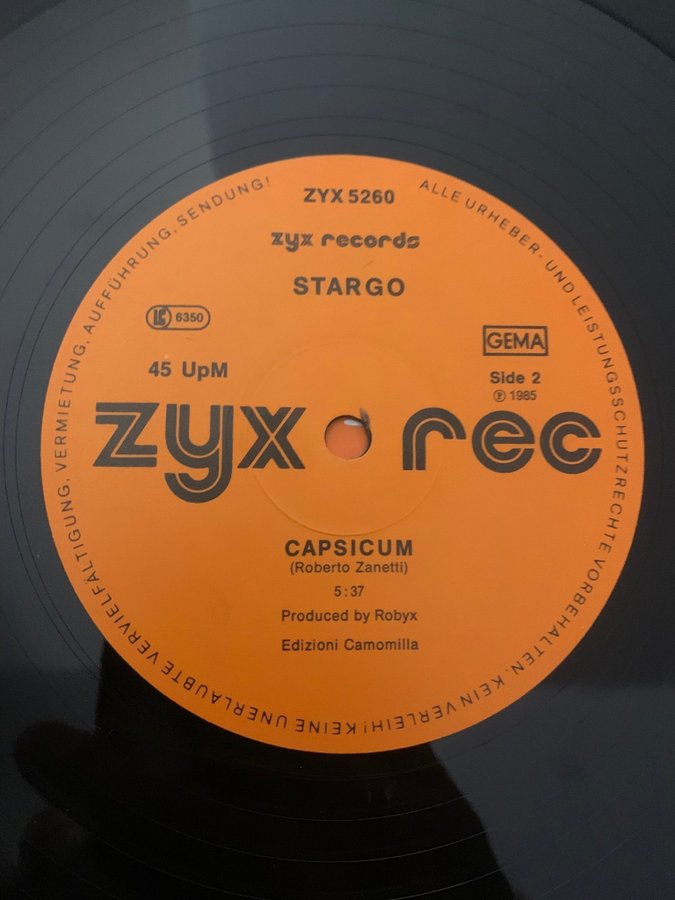 ZYX 5260
zyx records
STARGO
LC 6350
GEMA
45 UpM
Side 2
℗ 1985
zyx rec
CAPSICUM
(Roberto Zanetti)
5:37
Produced by Robyx
Edizioni Camomilla
ALLE URHEBER- UND LEISTUNGSSCHUTZRECHTE VORBEHALTEN. KEIN VERLEIH! KEINE UNERLAUBTE VERVIELFÄLTIGUNG, VERMIETUNG, AUFFÜHRUNG, SENDUNG!